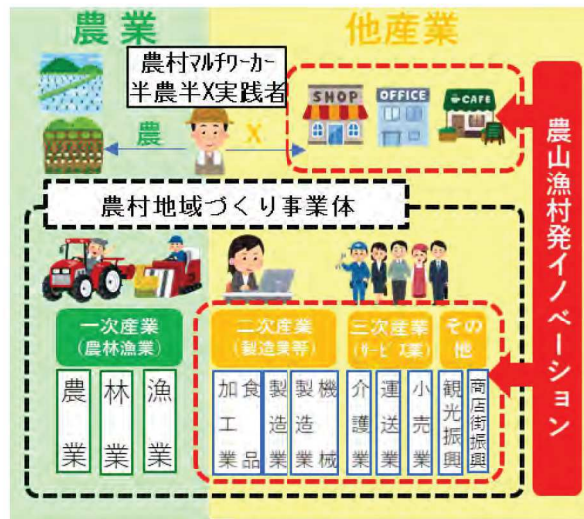 農業
他産業
農村マルチワーカー
半農半X実践者
農
X
SHOP
OFFICE
CAFE
農山漁村発イノベーション
農村地域づくり事業体
一次産業
(農林漁業)
二次産業
(製造業等)
三次産業
(サービス業)
その他
農業
林業
漁業
食品加工業
製造業
機械製造業
介護業
運送業
小売業
観光振興
商店街振興